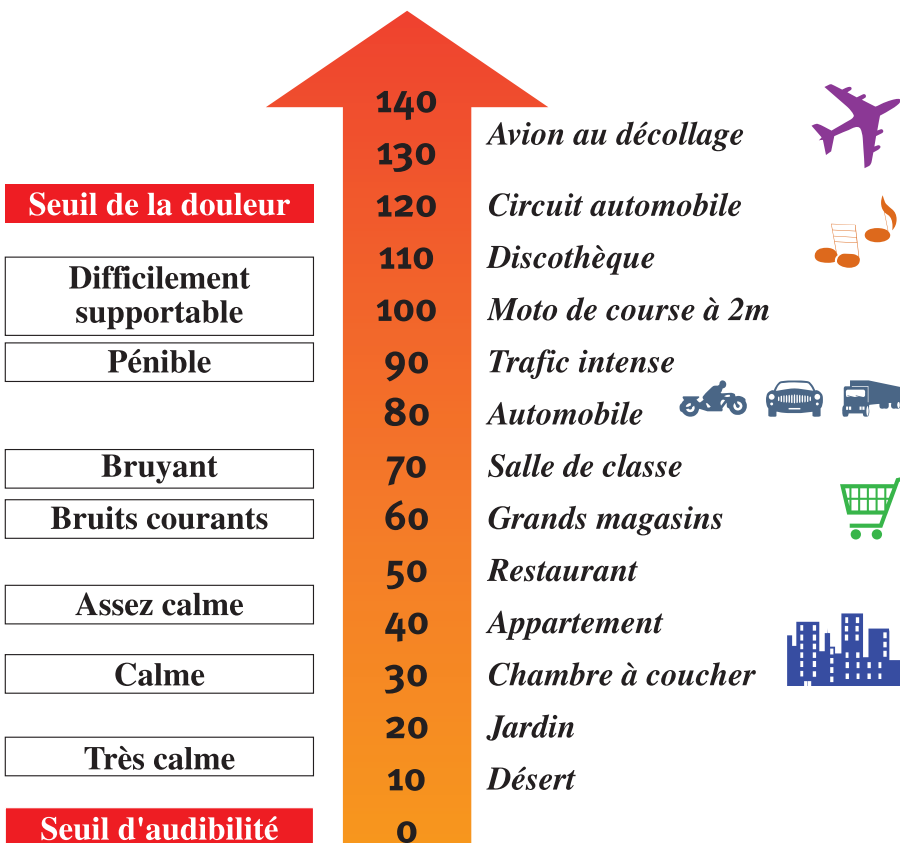 140
Avion au décollage
130
Seuil de la douleur 120 Circuit automobile
110 Discothèque
Difficilement
supportable
100 Moto de course à 2m
Pénible 90 Trafic intense
80 Automobile
Bruyant 70 Salle de classe
Bruits courants 60 Grands magasins
50 Restaurant
Assez calme
40 Appartement
Calme 30 Chambre à coucher
20 Jardin
Très calme
10 Désert
Seuil d'audibilité 0